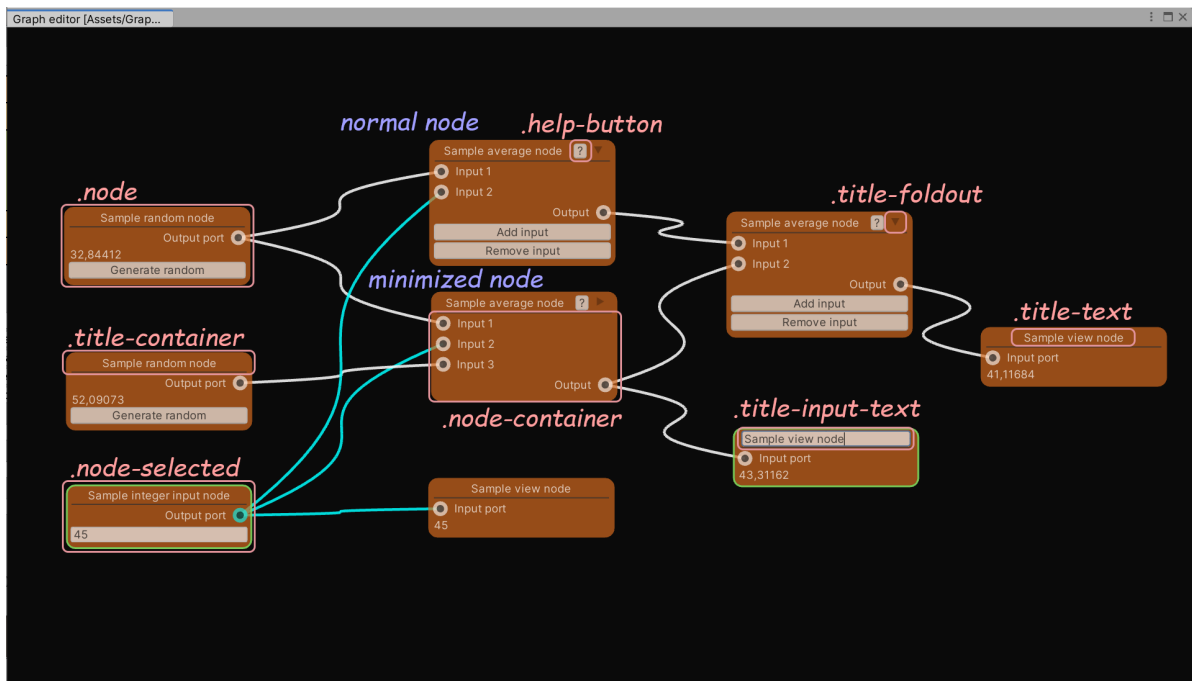 Graph editor [Assets/Grap...
normal node
.help-button
Sample average node ?
Input 1
Input 2
Output
Add input
Remove input
.node
Sample random node
Output port
32,84412
Generate random
.title-foldout
Sample average node ?
Input 1
Input 2
Output
Add input
Remove input
minimized node
Sample average node ?
Input 1
Input 2
Input 3
Output
.node-container
.title-container
Sample random node
Output port
52,09073
Generate random
.title-text
Sample view node
Input port
41,11684
.title-input-text
Sample view node
Input port
43,31162
.node-selected
Sample integer input node
Output port
45
Sample view node
Input port
45